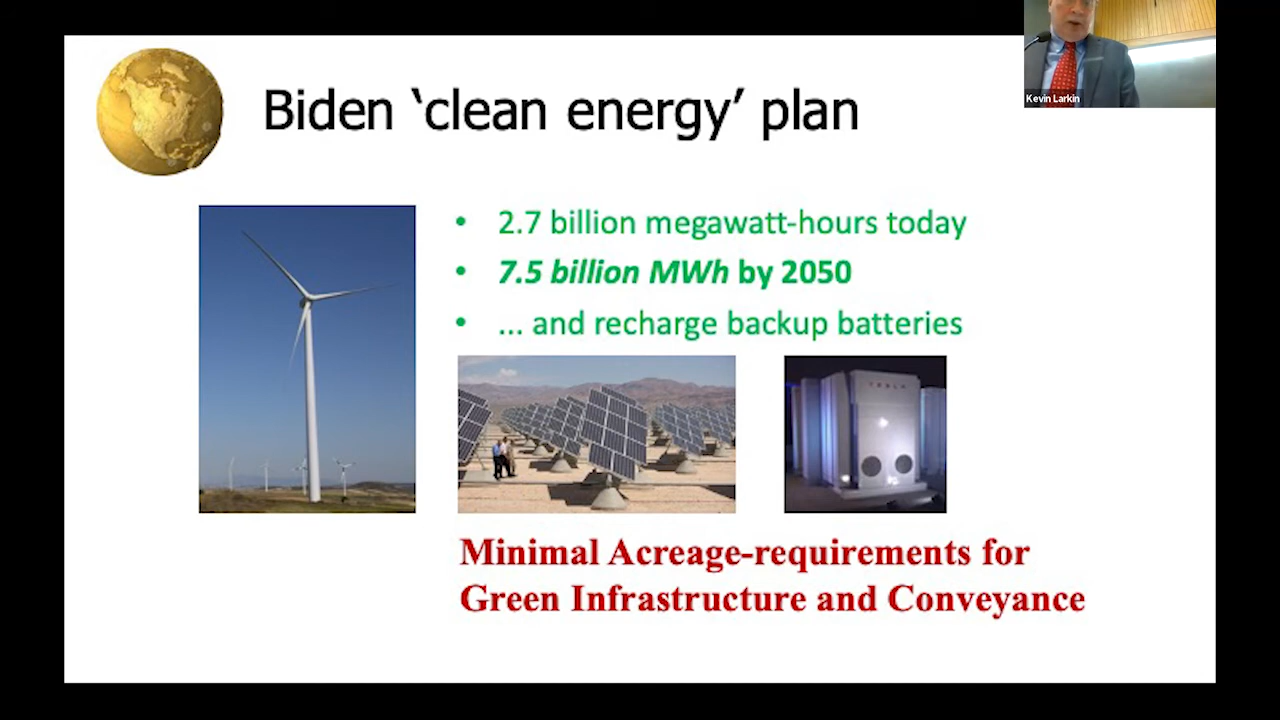 Kevin Larkin
Biden ‘clean energy’ plan
• 2.7 billion megawatt-hours today
• 7.5 billion MWh by 2050
• ... and recharge backup batteries
TESLA
Minimal Acreage-requirements for
Green Infrastructure and Conveyance